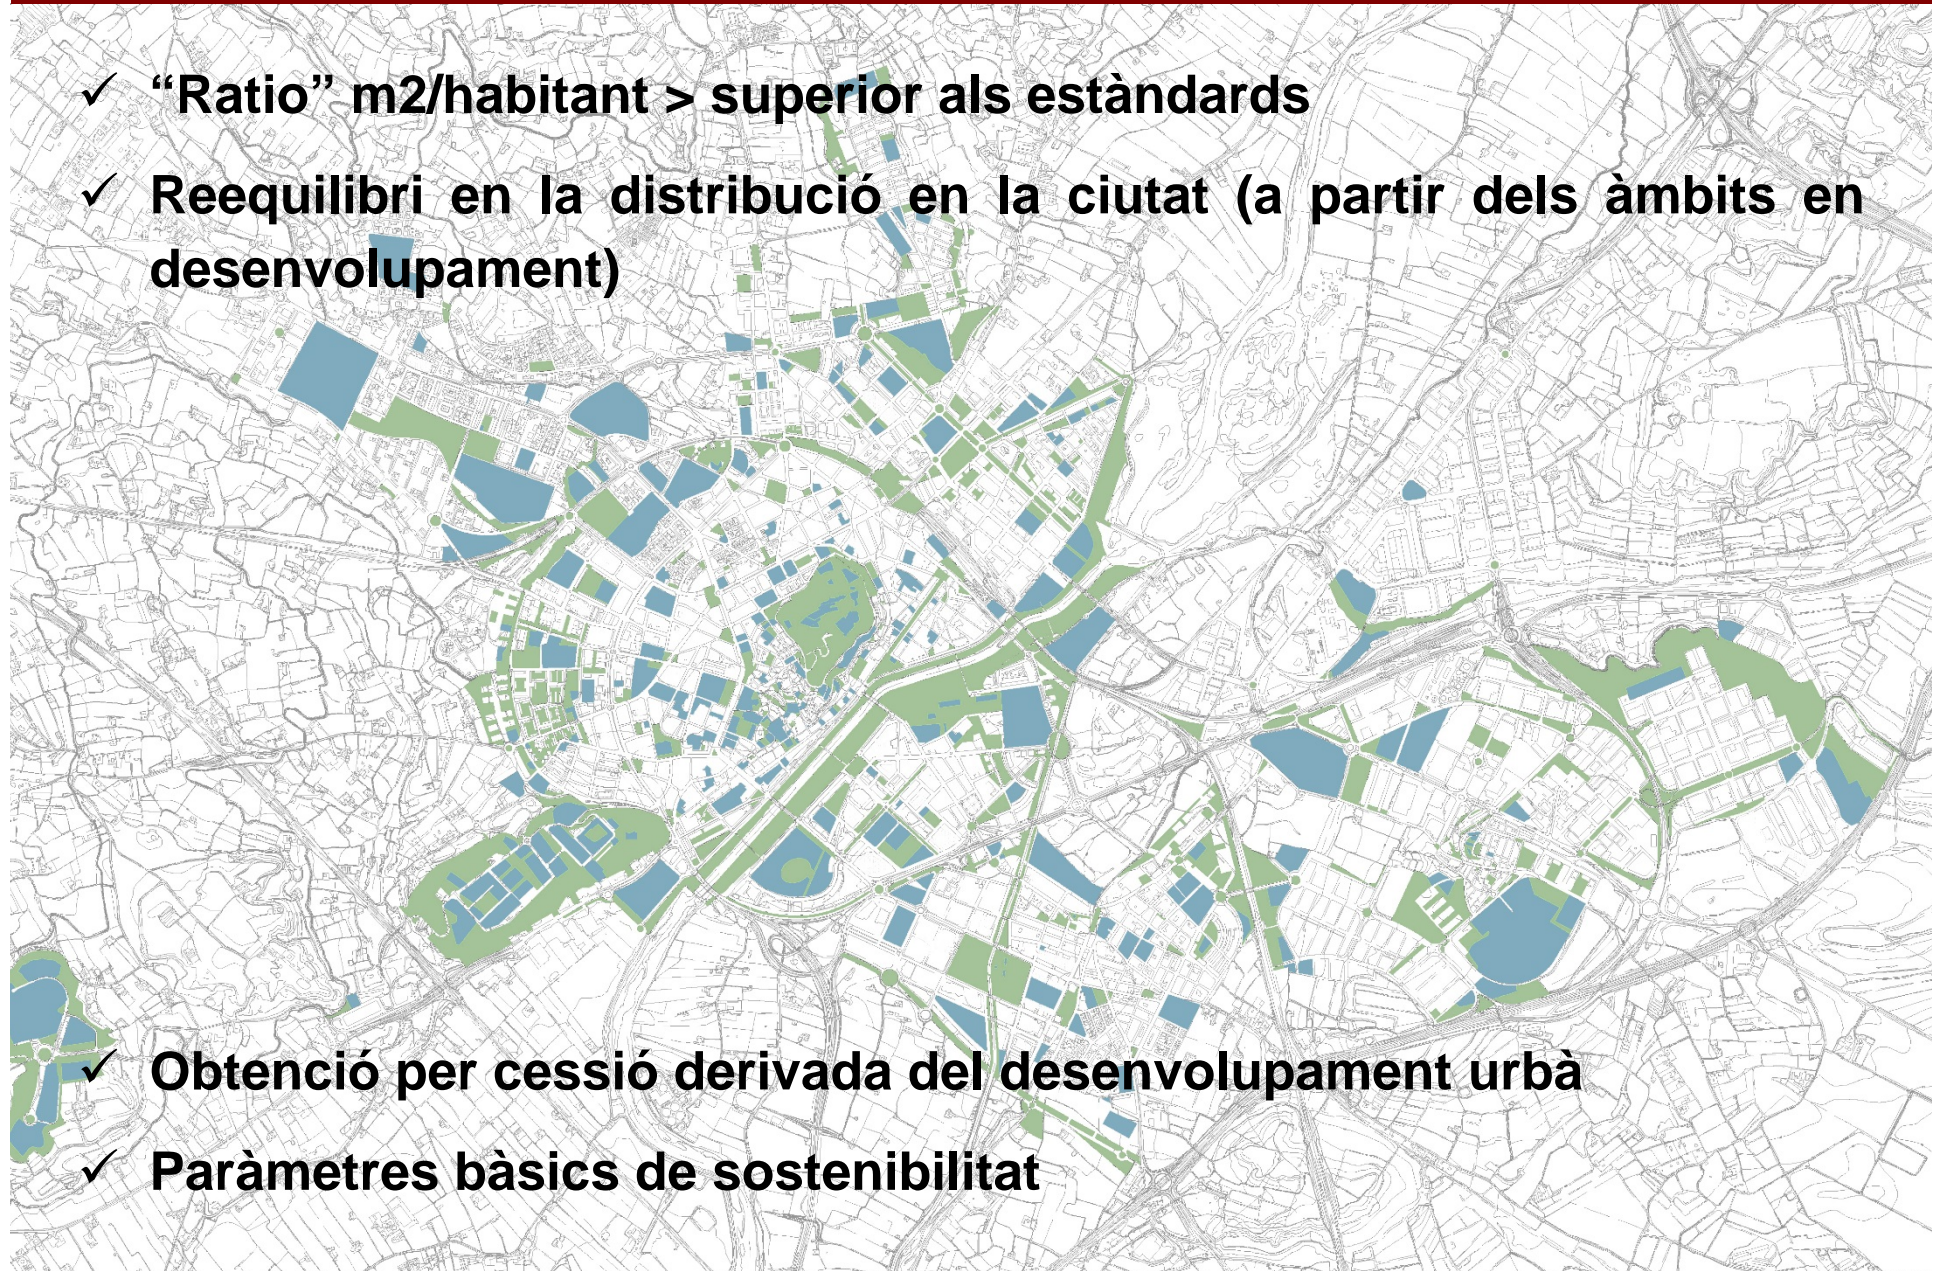 ✓ “Ratio” m2/habitant > superior als estàndards
✓ Reequilibri en la distribució en la ciutat (a partir dels àmbits en
desenvolupament)
✓ Obtenció per cessió derivada del desenvolupament urbà
✓ Paràmetres bàsics de sostenibilitat